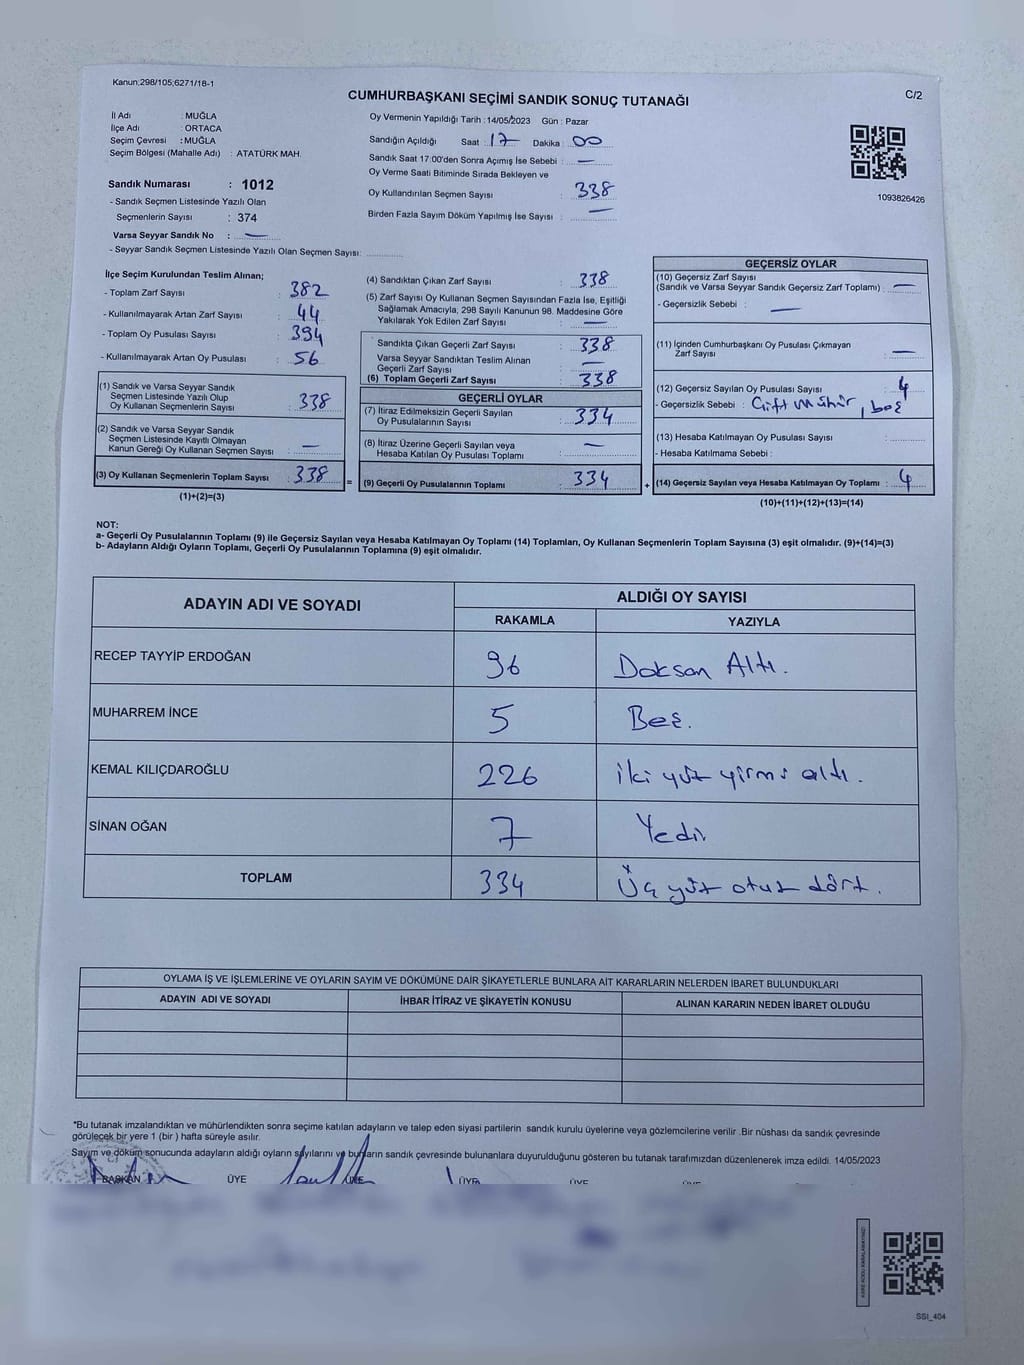 Kanun;298/105;6271/18-1
C/2
CUMHURBAŞKANI SEÇİMİ SANDIK SONUÇ TUTANAĞI
İl Adı : MUĞLA
İlçe Adı : ORTACA
Seçim Çevresi : MUĞLA
Seçim Bölgesi (Mahalle Adı) : ATATÜRK MAH.
Oy Vermenin Yapıldığı Tarih : 14/05/2023 Gün : Pazar
Sandığın Açıldığı Saat : 17 Dakika : 00
Sandık Saat 17:00'den Sonra Açımış İse Sebebi : —
Oy Verme Saati Bitiminde Sırada Bekleyen ve
Oy Kullandırılan Seçmen Sayısı : 338
Birden Fazla Sayım Döküm Yapılmış İse Sayısı : —
1093826426
Sandık Numarası : 1012
- Sandık Seçmen Listesinde Yazılı Olan
Seçmenlerin Sayısı : 374
Varsa Seyyar Sandık No : —
- Seyyar Sandık Seçmen Listesinde Yazılı Olan Seçmen Sayısı:
İlçe Seçim Kurulundan Teslim Alınan;
- Toplam Zarf Sayısı : 382
- Kullanılmayarak Artan Zarf Sayısı : 44
- Toplam Oy Pusulası Sayısı : 394
- Kullanılmayarak Artan Oy Pusulası : 56
(1) Sandık ve Varsa Seyyar Sandık
Seçmen Listesinde Yazılı Olup
Oy Kullanan Seçmenlerin Sayısı : 338
(2) Sandık ve Varsa Seyyar Sandık
Seçmen Listesinde Kayıtlı Olmayan
Kanun Gereği Oy Kullanan Seçmen Sayısı : —
(3) Oy Kullanan Seçmenlerin Toplam Sayısı : 338
(1)+(2)=(3)
(4) Sandıktan Çıkan Zarf Sayısı : 338
(5) Zarf Sayısı Oy Kullanan Seçmen Sayısından Fazla İse, Eşitliği
Sağlamak Amacıyla; 298 Sayılı Kanunun 98. Maddesine Göre
Yakılarak Yok Edilen Zarf Sayısı : —
Sandıkta Çıkan Geçerli Zarf Sayısı : 338
Varsa Seyyar Sandıktan Teslim Alınan
Geçerli Zarf Sayısı : —
(6) Toplam Geçerli Zarf Sayısı : 338
GEÇERLİ OYLAR
(7) İtiraz Edilmeksizin Geçerli Sayılan
Oy Pusulalarının Sayısı : 334
(8) İtiraz Üzerine Geçerli Sayılan veya
Hesaba Katılan Oy Pusulası Toplamı : —
= (9) Geçerli Oy Pusulalarının Toplamı : 334
GEÇERSİZ OYLAR
(10) Geçersiz Zarf Sayısı
(Sandık ve Varsa Seyyar Sandık Geçersiz Zarf Toplamı) : —
- Geçersizlik Sebebi : —
(11) İçinden Cumhurbaşkanı Oy Pusulası Çıkmayan
Zarf Sayısı : —
(12) Geçersiz Sayılan Oy Pusulası Sayısı : 4
- Geçersizlik Sebebi : Çift mühür, boş
(13) Hesaba Katılmayan Oy Pusulası Sayısı :
- Hesaba Katılmama Sebebi :
+ (14) Geçersiz Sayılan veya Hesaba Katılmayan Oy Toplamı : 4
(10)+(11)+(12)+(13)=(14)
NOT:
a- Geçerli Oy Pusulalarının Toplamı (9) ile Geçersiz Sayılan veya Hesaba Katılmayan Oy Toplamı (14) Toplamları, Oy Kullanan Seçmenlerin Toplam Sayısına (3) eşit olmalıdır. (9)+(14)=(3)
b- Adayların Aldığı Oyların Toplamı, Geçerli Oy Pusulalarının Toplamına (9) eşit olmalıdır.
ADAYIN ADI VE SOYADI
ALDIĞI OY SAYISI
RAKAMLA YAZIYLA
RECEP TAYYİP ERDOĞAN 96 Doksan Altı.
MUHARREM İNCE 5 Beş.
KEMAL KILIÇDAROĞLU 226 iki yüz yirmi altı.
SİNAN OĞAN 7 Yedi
TOPLAM 334 Üç yüz otuz dört.
OYLAMA İŞ VE İŞLEMLERİNE VE OYLARIN SAYIM VE DÖKÜMÜNE DAİR ŞİKAYETLERLE BUNLARA AİT KARARLARIN NELERDEN İBARET BULUNDUKLARI
ADAYIN ADI VE SOYADI İHBAR İTİRAZ VE ŞİKAYETİN KONUSU ALINAN KARARIN NEDEN İBARET OLDUĞU
*Bu tutanak imzalandıktan ve mühürlendikten sonra seçime katılan adayların ve talep eden siyasi partilerin sandık kurulu üyelerine veya gözlemcilerine verilir .Bir nüshası da sandık çevresinde
görülecek bir yere 1 (bir ) hafta süreyle asılır.
Sayım ve döküm sonucunda adayların aldığı oyların sayılarını ve bunların sandık çevresinde bulunanlara duyurulduğunu gösteren bu tutanak tarafımızdan düzenlenerek imza edildi. 14/05/2023
BAŞKAN ÜYE ÜYE ÜYE ÜYE
SSI_404